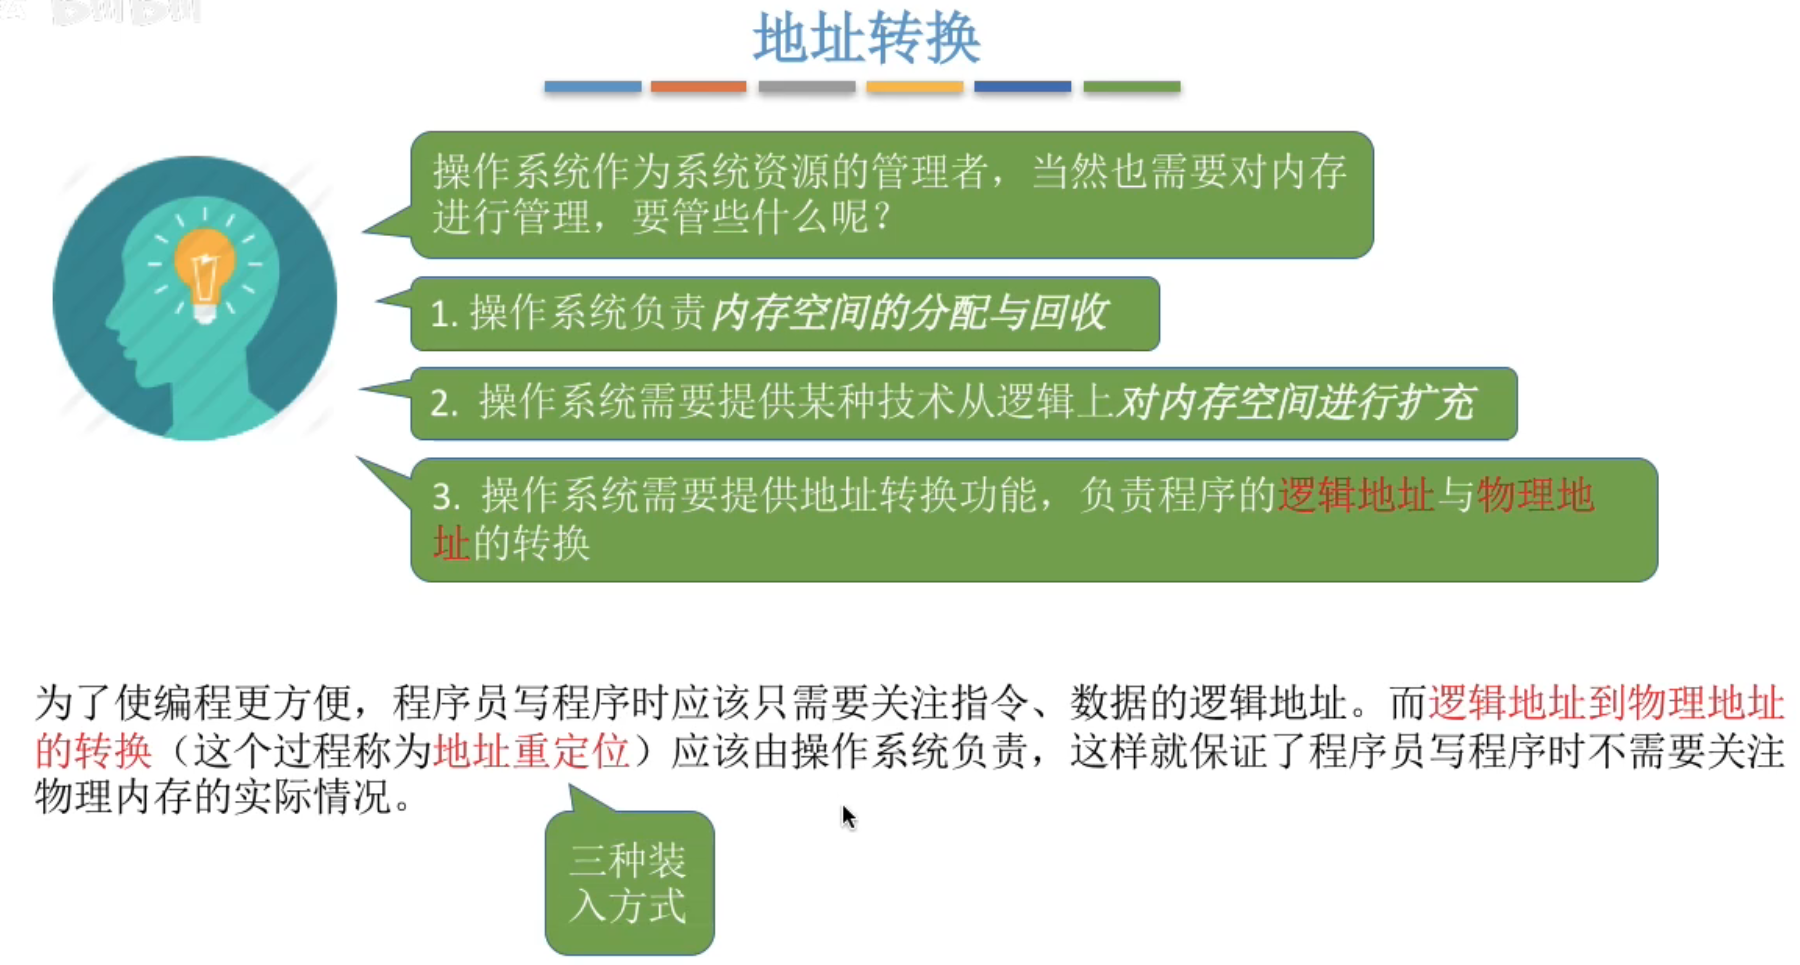 地址转换
操作系统作为系统资源的管理者，当然也需要对内存
进行管理，要管些什么呢？
1. 操作系统负责内存空间的分配与回收
2. 操作系统需要提供某种技术从逻辑上对内存空间进行扩充
3. 操作系统需要提供地址转换功能，负责程序的逻辑地址与物理地
址的转换
为了使编程更方便，程序员写程序时应该只需要关注指令、数据的逻辑地址。而逻辑地址到物理地址
的转换（这个过程称为地址重定位）应该由操作系统负责，这样就保证了程序员写程序时不需要关注
物理内存的实际情况。
三种装
入方式